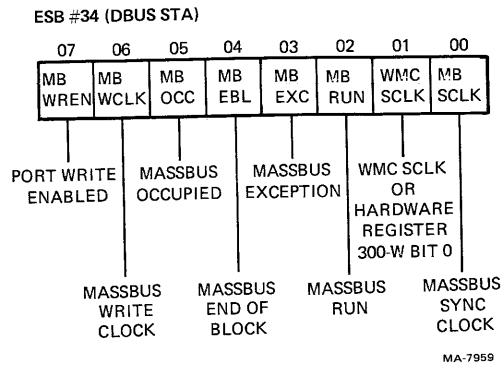 ESB #34 (DBUS STA)
07 06 05 04 03 02 01 00
MB MB MB MB MB MB WMC MB
WREN WCLK OCC EBL EXC RUN SCLK SCLK
PORT WRITE MASSBUS MASSBUS WMC SCLK
ENABLED OCCUPIED EXCEPTION OR
HARDWARE
REGISTER
300-W BIT 0
MASSBUS MASSBUS MASSBUS MASSBUS
WRITE END OF RUN SYNC
CLOCK BLOCK CLOCK
MA-7959